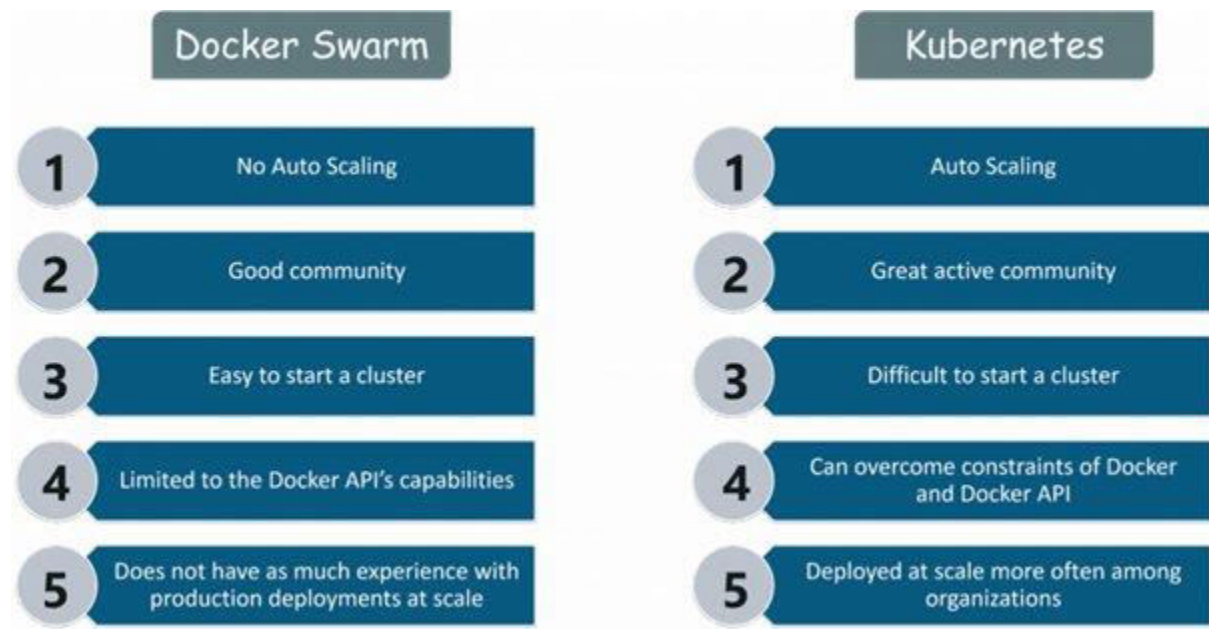 Docker Swarm
1
No Auto Scaling
2
Good community
3
Easy to start a cluster
4
Limited to the Docker API's capabilities
5
Does not have as much experience with
production deployments at scale
Kubernetes
1
Auto Scaling
2
Great active community
3
Difficult to start a cluster
4
Can overcome constraints of Docker
and Docker API
5
Deployed at scale more often among
organizations